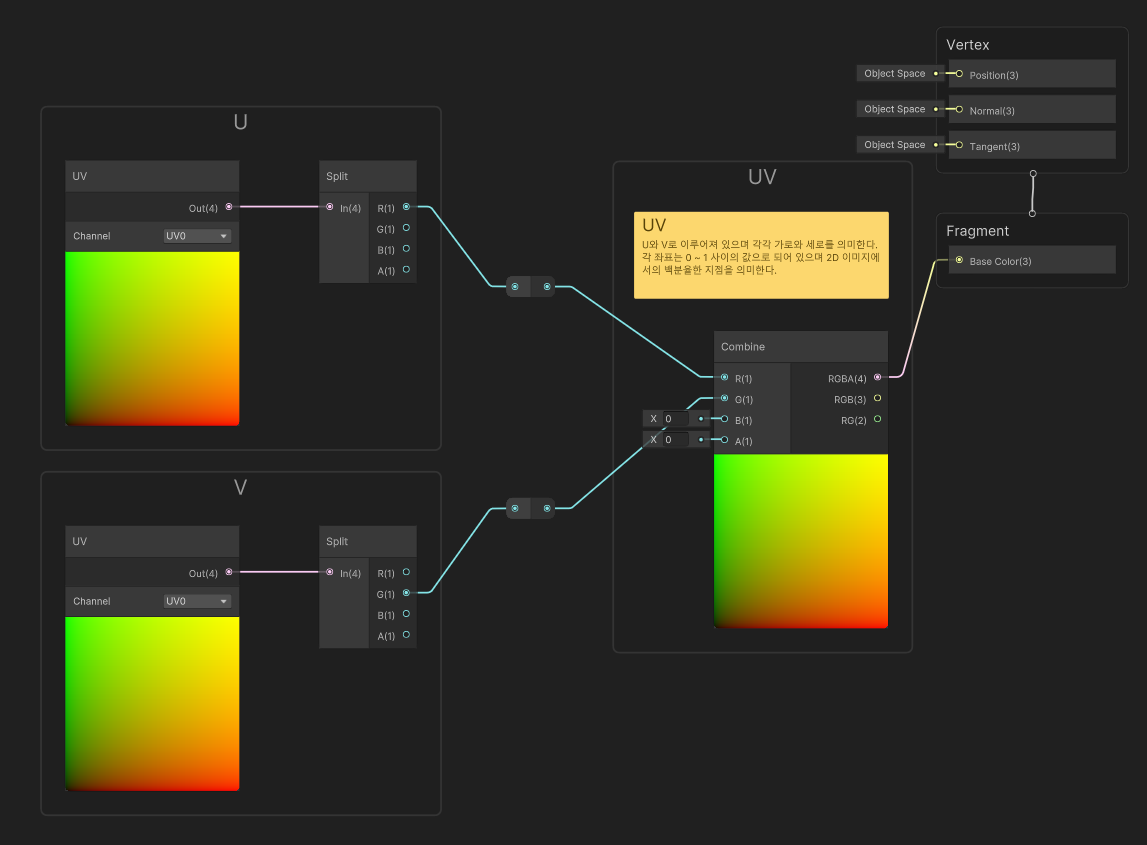 U
UV
Out(4)
Channel
UV0
Split
In(4)
R(1)
G(1)
B(1)
A(1)
V
UV
Out(4)
Channel
UV0
Split
In(4)
R(1)
G(1)
B(1)
A(1)
UV
UV
U와 V로 이루어져 있으며 각각 가로와 세로를 의미한다.
각 좌표는 0 ~ 1 사이의 값으로 되어 있으며 2D 이미지에
서의 백분율한 지점을 의미한다.
Combine
R(1)
G(1)
X 0
B(1)
X 0
A(1)
RGBA(4)
RGB(3)
RG(2)
Vertex
Object Space
Position(3)
Object Space
Normal(3)
Object Space
Tangent(3)
Fragment
Base Color(3)